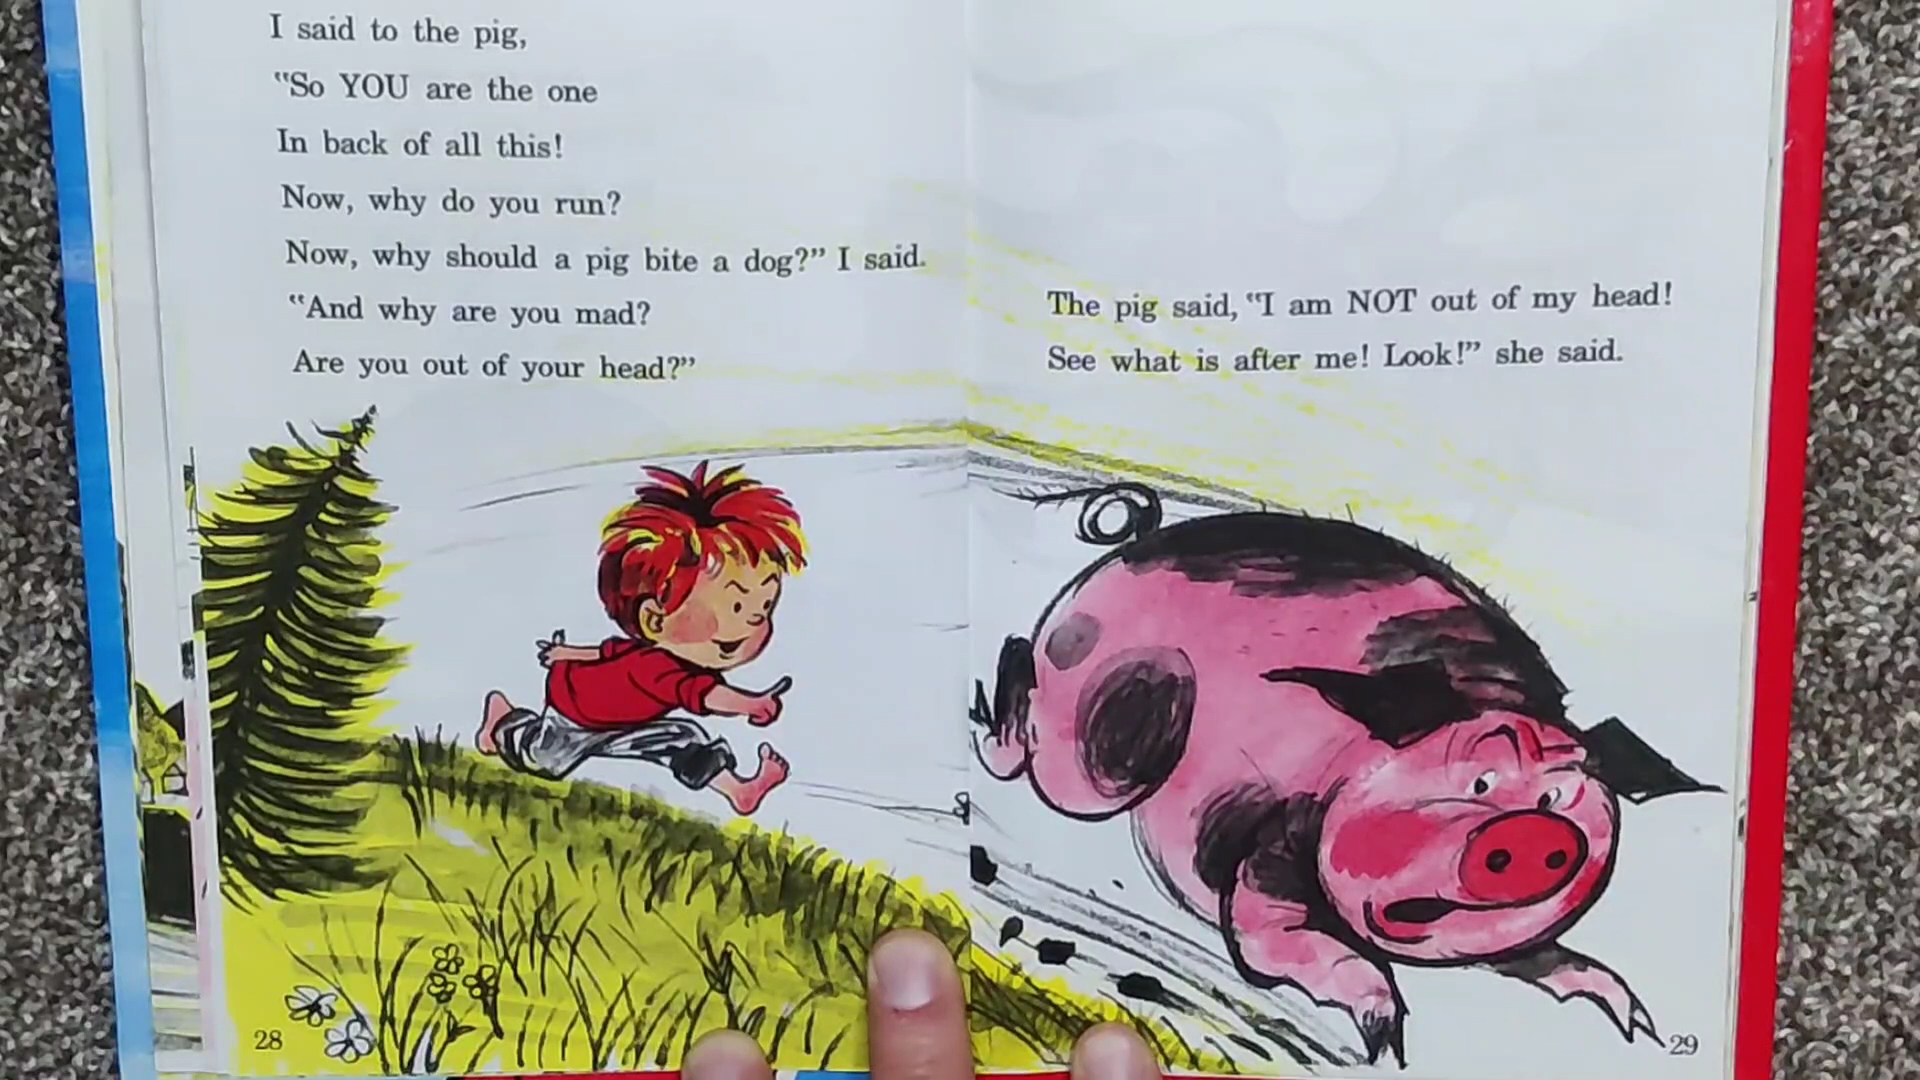 I said to the pig,
"So YOU are the one
In back of all this!
Now, why do you run?
Now, why should a pig bite a dog?" I said.
"And why are you mad?
Are you out of your head?"
The pig said, "I am NOT out of my head!
See what is after me! Look!" she said.
28
29